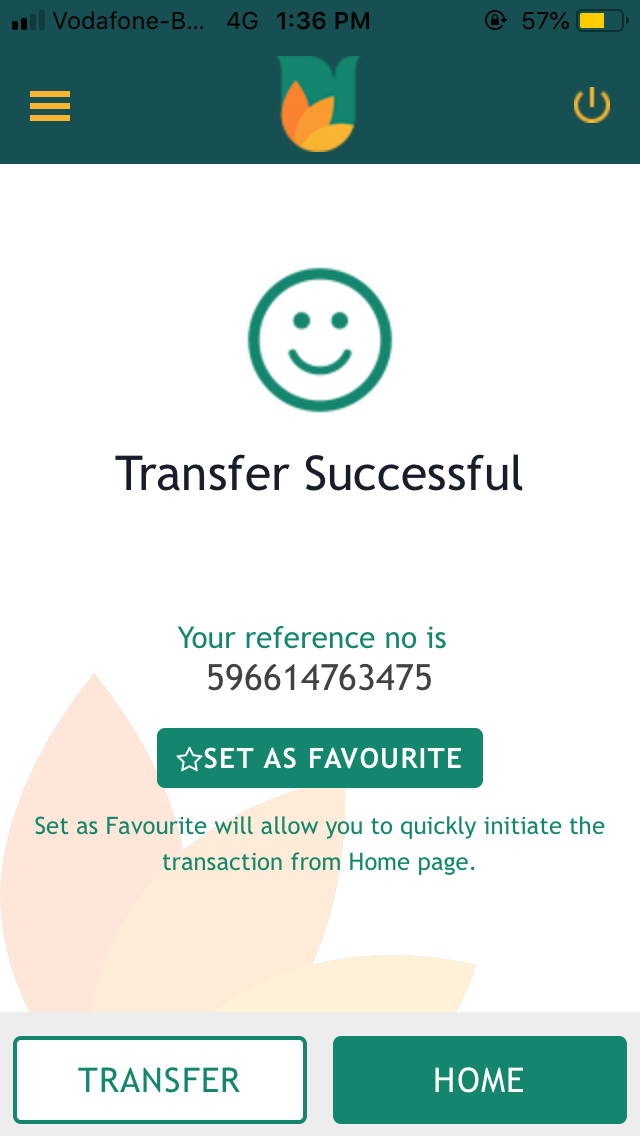 Vodafone-B... 4G 1:36 PM 57%
Transfer Successful
Your reference no is
596614763475
SET AS FAVOURITE
Set as Favourite will allow you to quickly initiate the
transaction from Home page.
TRANSFER HOME